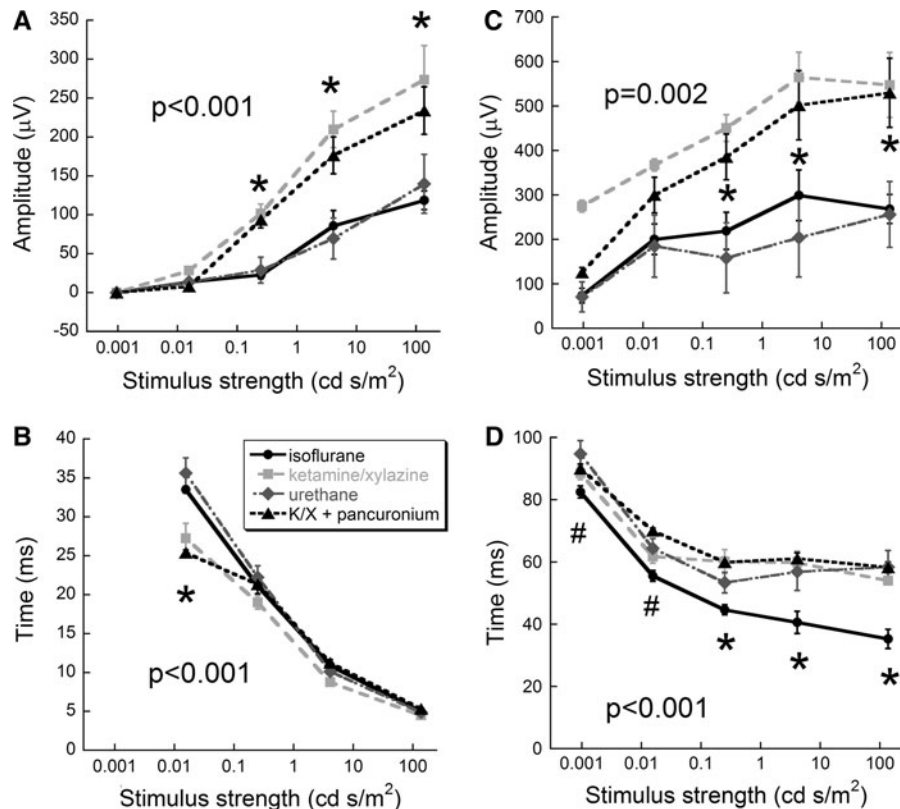 A
350
300
250
200
150
100
50
0
-50
Amplitude (μV)
p<0.001
*
*
*
0.001 0.01 0.1 1 10 100
Stimulus strength (cd s/m²)
C
700
600
500
400
300
200
100
0
Amplitude (μV)
p=0.002
*
*
*
0.001 0.01 0.1 1 10 100
Stimulus strength (cd s/m²)
B
40
35
30
25
20
15
10
5
0
Time (ms)
isoflurane
ketamine/xylazine
urethane
K/X + pancuronium
*
p<0.001
0.001 0.01 0.1 1 10 100
Stimulus strength (cd s/m²)
D
100
80
60
40
20
0
Time (ms)
#
#
*
*
*
p<0.001
0.001 0.01 0.1 1 10 100
Stimulus strength (cd s/m²)